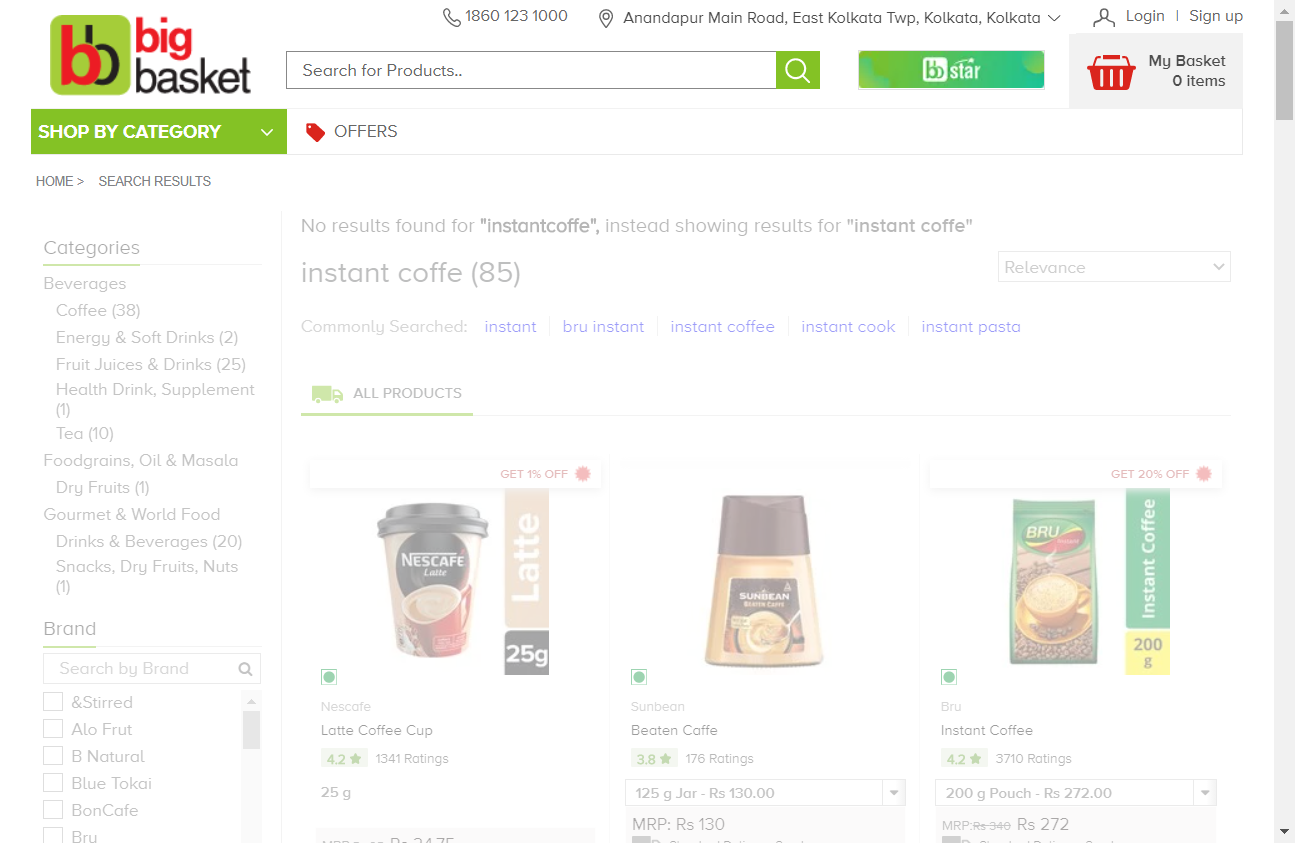 1860 123 1000
Anandapur Main Road, East Kolkata Twp, Kolkata, Kolkata
Login | Sign up
bb big basket
Search for Products..
bb star
My Basket
0 items
SHOP BY CATEGORY
OFFERS
HOME > SEARCH RESULTS
No results found for "instantcoffe", instead showing results for "instant coffe"
instant coffe (85)
Relevance
Commonly Searched: instant bru instant instant coffee instant cook instant pasta
ALL PRODUCTS
Categories
Beverages
Coffee (38)
Energy & Soft Drinks (2)
Fruit Juices & Drinks (25)
Health Drink, Supplement
(1)
Tea (10)
Foodgrains, Oil & Masala
Dry Fruits (1)
Gourmet & World Food
Drinks & Beverages (20)
Snacks, Dry Fruits, Nuts
(1)
Brand
Search by Brand
&Stirred
Alo Frut
B Natural
Blue Tokai
BonCafe
Bru
GET 1% OFF
NESCAFÉ
Latte
Latte
25g
Nescafe
Latte Coffee Cup
4.2 1341 Ratings
25 g
SUNBEAN
BEATEN CAFFE
Sunbean
Beaten Caffe
3.8 176 Ratings
125 g Jar - Rs 130.00
MRP: Rs 130
GET 20% OFF
BRU
Instant
Instant Coffee
200
g
Bru
Instant Coffee
4.2 3710 Ratings
200 g Pouch - Rs 272.00
MRP:Rs 340 Rs 272